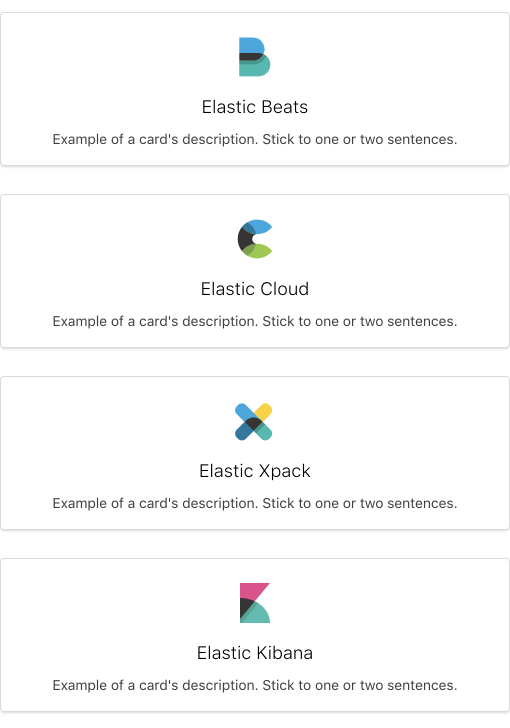 Elastic Beats
Example of a card's description. Stick to one or two sentences.
Elastic Cloud
Example of a card's description. Stick to one or two sentences.
Elastic Xpack
Example of a card's description. Stick to one or two sentences.
Elastic Kibana
Example of a card's description. Stick to one or two sentences.